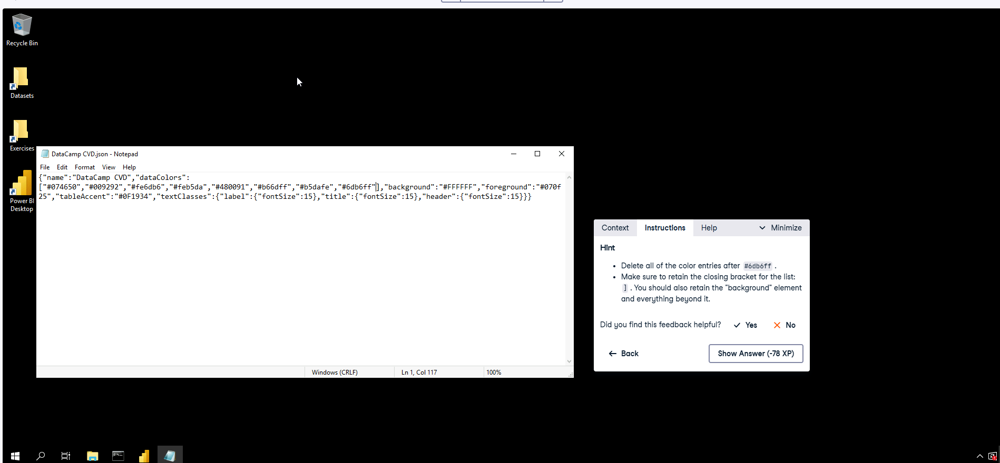 Recycle Bin
Datasets
Exercises
Power BI
Desktop
DataCamp CVD.json - Notepad
File Edit Format View Help
{"name":"DataCamp CVD","dataColors":
["#074650","#009292","#fe6db6","#feb5da","#480091","#b66dff","#b5dafe","#6db6ff"],"background":"#FFFFFF","foreground":"#070f
25","tableAccent":"#0F1934","textClasses":{"label":{"fontSize":15},"title":{"fontSize":15},"header":{"fontSize":15}}}
Windows (CRLF) Ln 1, Col 117 100%
Context Instructions Help Minimize
Hint
• Delete all of the color entries after #6db6ff .
• Make sure to retain the closing bracket for the list:
] . You should also retain the "background" element
and everything beyond it.
Did you find this feedback helpful? Yes No
Back Show Answer (-78 XP)